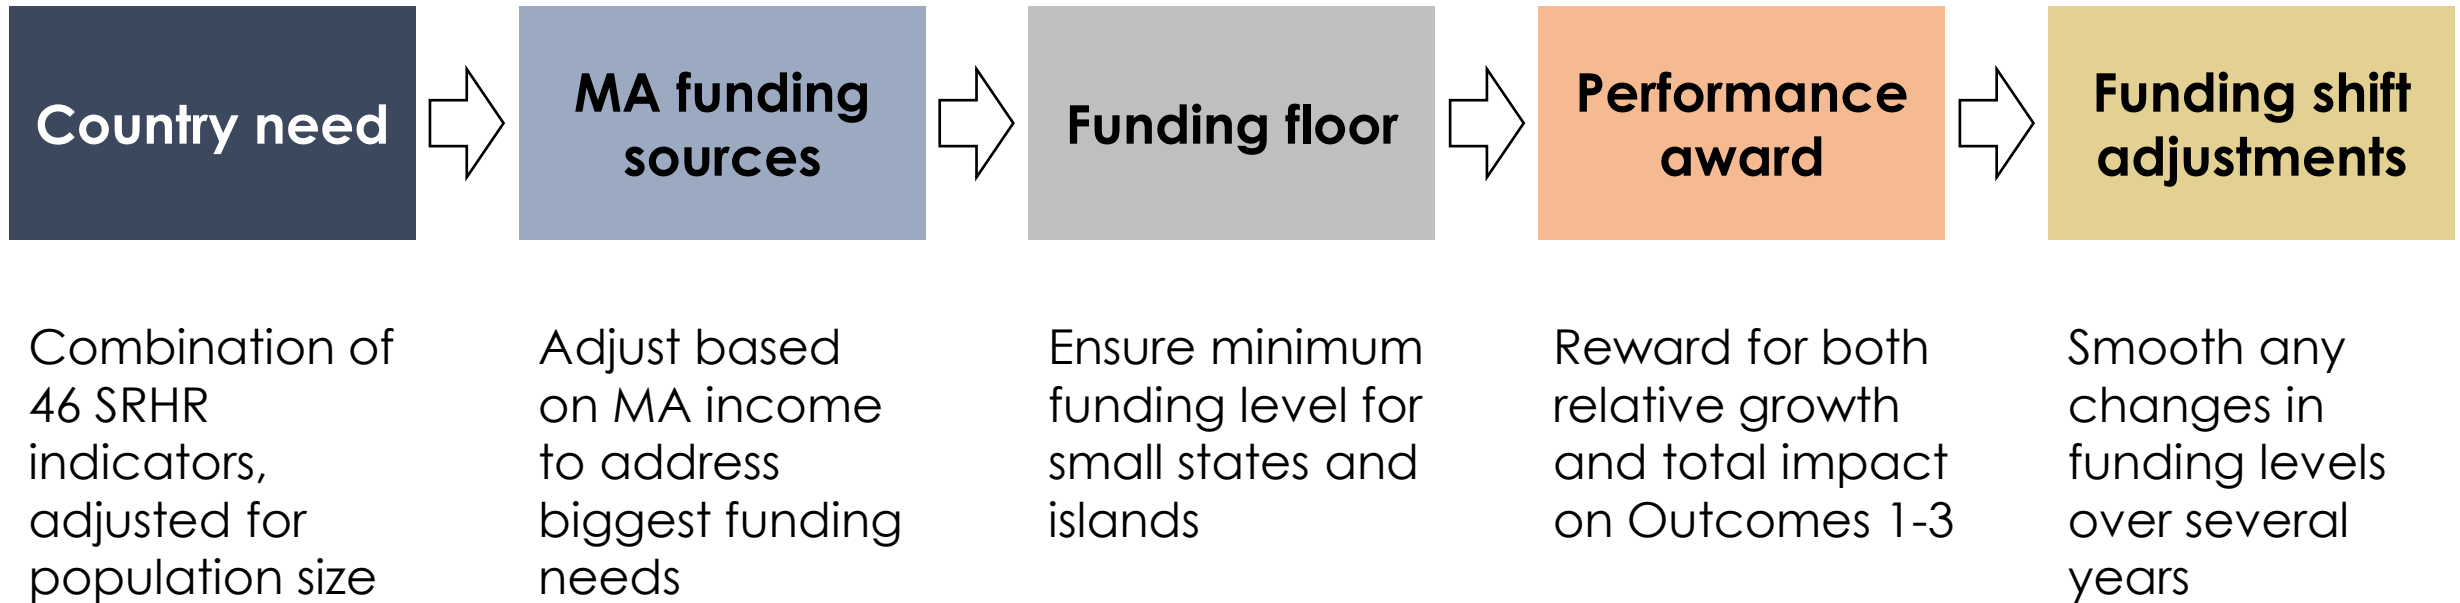 Country need
MA funding
sources
Funding floor
Performance
award
Funding shift
adjustments
Combination of
46 SRHR
indicators,
adjusted for
population size
Adjust based
on MA income
to address
biggest funding
needs
Ensure minimum
funding level for
small states and
islands
Reward for both
relative growth
and total impact
on Outcomes 1-3
Smooth any
changes in
funding levels
over several
years